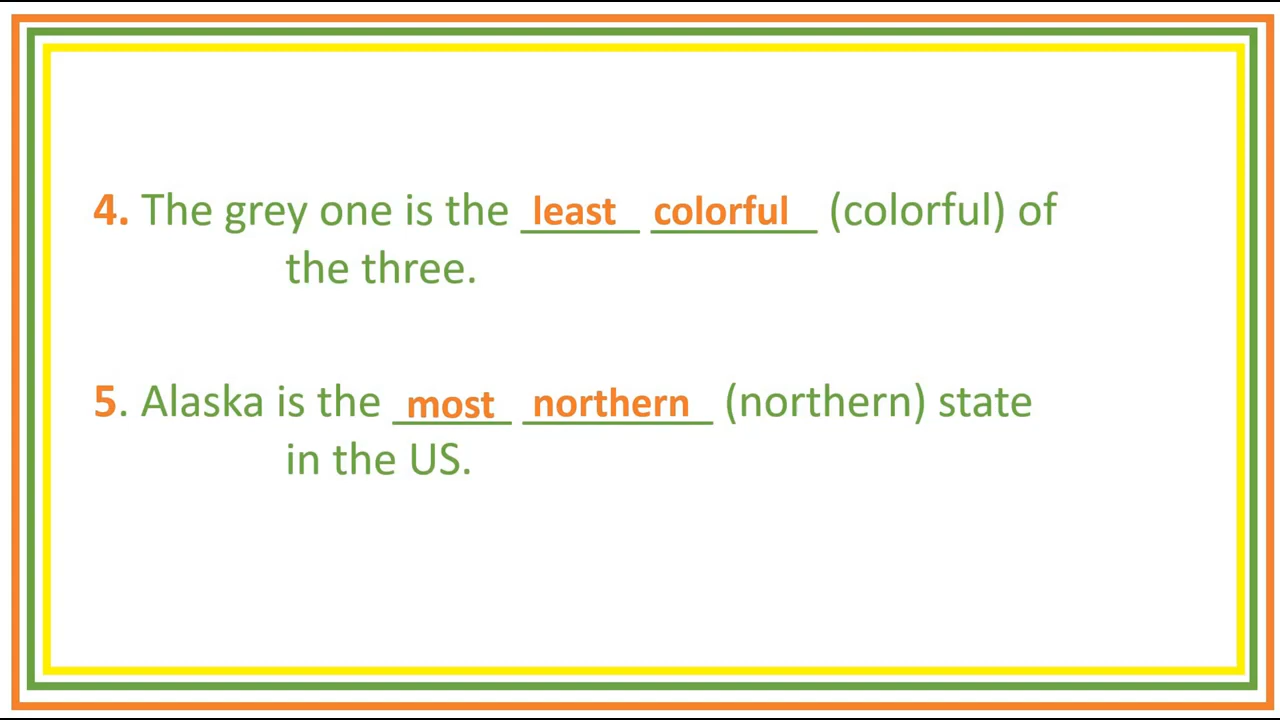 4. The grey one is the least colorful (colorful) of
the three.
5. Alaska is the most northern (northern) state
in the US.